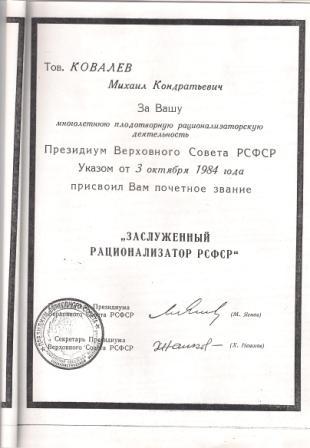 Тов. КОВАЛЕВ
Михаил Кондратьевич
За Вашу
многолетнюю плодотворную рационализаторскую
деятельность
Президиум Верховного Совета РСФСР
Указом от 3 октября 1984 года
присвоил Вам почетное звание
„ЗАСЛУЖЕННЫЙ
РАЦИОНАЛИЗАТОР РСФСР"
Президиума
Верховного Совета РСФСР
(М. Яснов)
Секретарь Президиума
Верховного Совета РСФСР
(Х. Нешков)